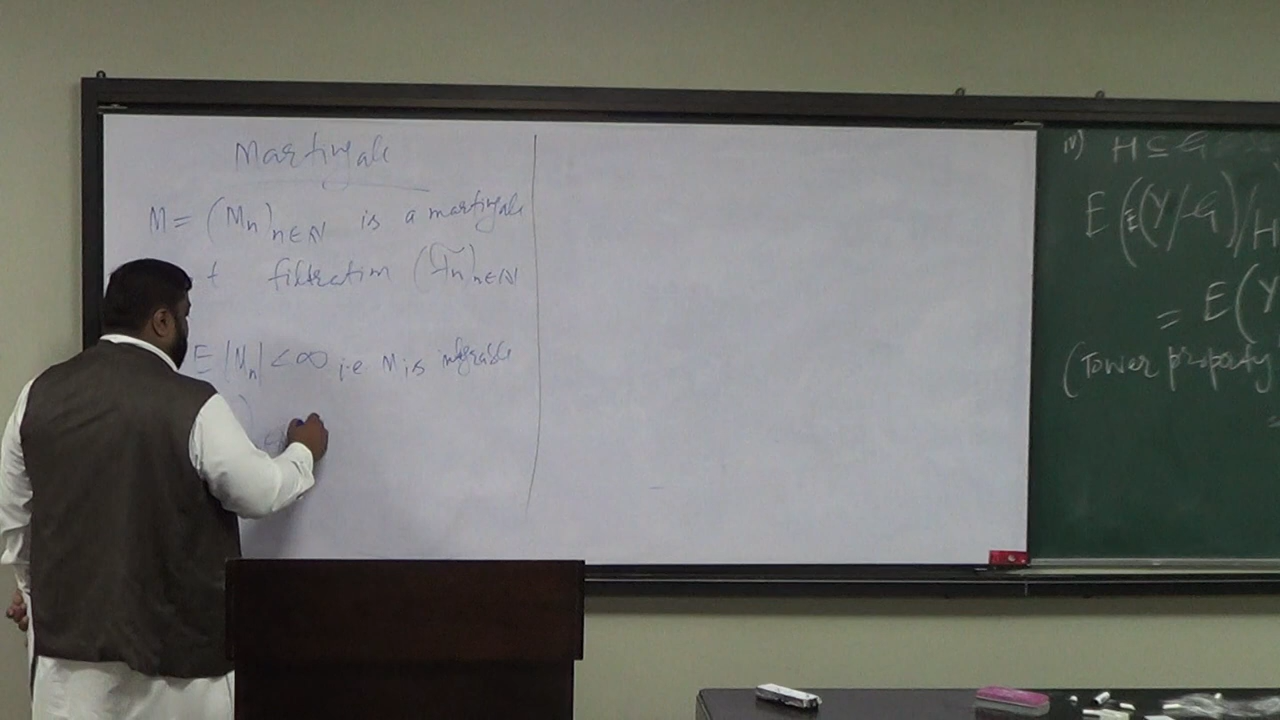 Martingale
M = (Mn)n∈N is a martingale
t filtration (Fn)n∈N
E |Mn| < ∞ i.e M is integrable
H ⊆ G
E (E(Y/G)/H
= E (Y
(Tower property
=